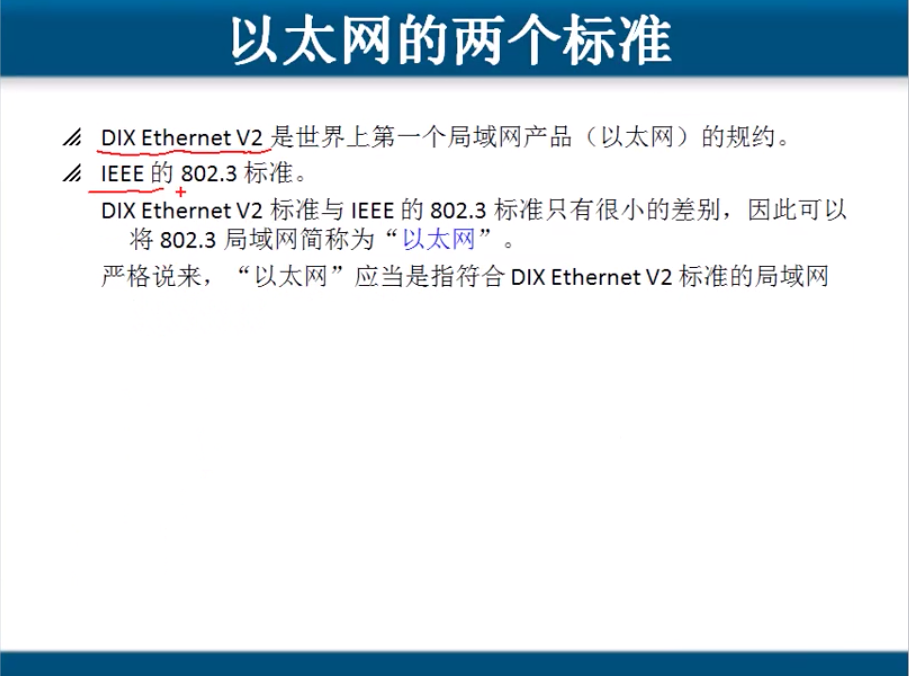 以太网的两个标准
DIX Ethernet V2 是世界上第一个局域网产品（以太网）的规约。
IEEE 的 802.3 标准。
DIX Ethernet V2 标准与 IEEE 的 802.3 标准只有很小的差别，因此可以
将 802.3 局域网简称为“以太网”。
严格说来，“以太网”应当是指符合 DIX Ethernet V2 标准的局域网